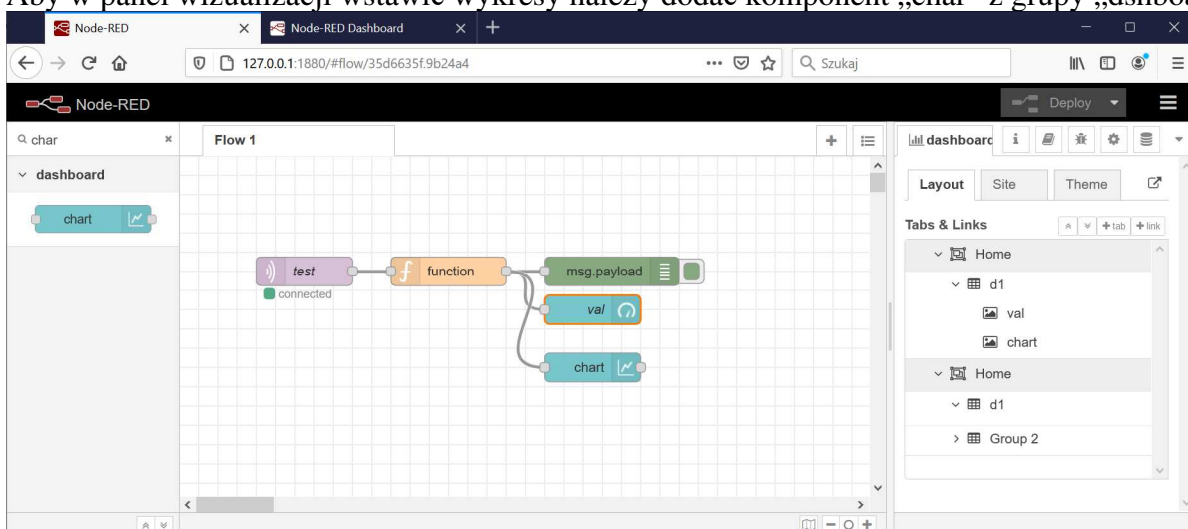 Aby w panel wizualizacji wstawić wykresy należy dodać komponent „char" z grupy „dshboa
Node-RED
Node-RED Dashboard
127.0.0.1:1880/#flow/35d6635f.9b24a4
Szukaj
Node-RED
Deploy
char
Flow 1
dashboard
i
dashboard
chart
Layout
Site
Theme
Tabs & Links
+tab
+link
Home
d1
val
chart
Home
d1
Group 2
test
connected
f
function
msg.payload
val
chart